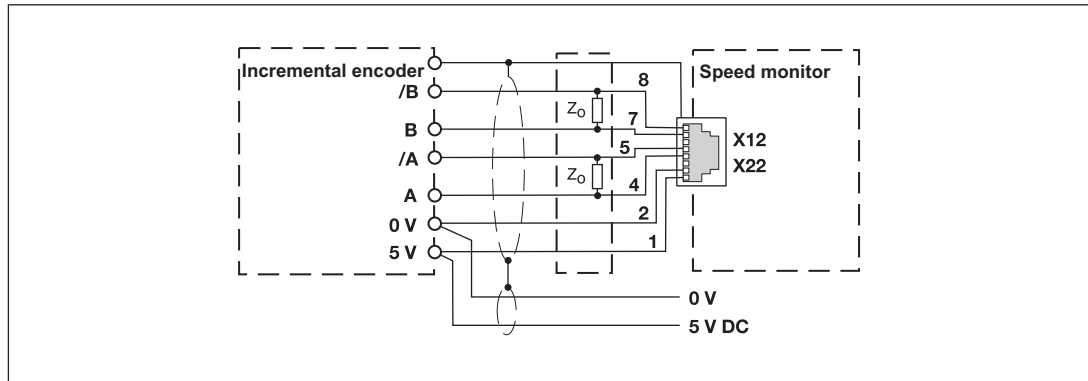 Incremental encoder
Speed monitor
/B
8
Z₀
B
7
X12
/A
5
X22
Z₀
A
4
0 V
2
5 V
1
0 V
5 V DC